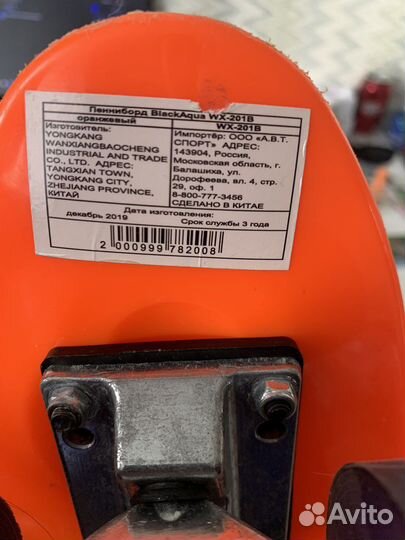 Пенниборд BlackAqua WX-201B
оранжевый
WX-201B
Изготовитель:
YONGKANG
WANXIANGBAOCHENG
INDUSTRIAL AND TRADE
CO., LTD. АДРЕС:
TANGXIAN TOWN,
YONGKANG CITY,
ZHEJIANG PROVINCE,
КИТАЙ
Импортёр: ООО «А.В.Т.
СПОРТ» АДРЕС:
143904, Россия,
Московская область, г.
Балашиха, ул.
Дорофеева, вл. 4, стр.
29, оф. 1
8-800-777-3456
СДЕЛАНО В КИТАЕ
Дата изготовления:
декабрь 2019
Срок службы 3 года
2 000999 782008
Avito